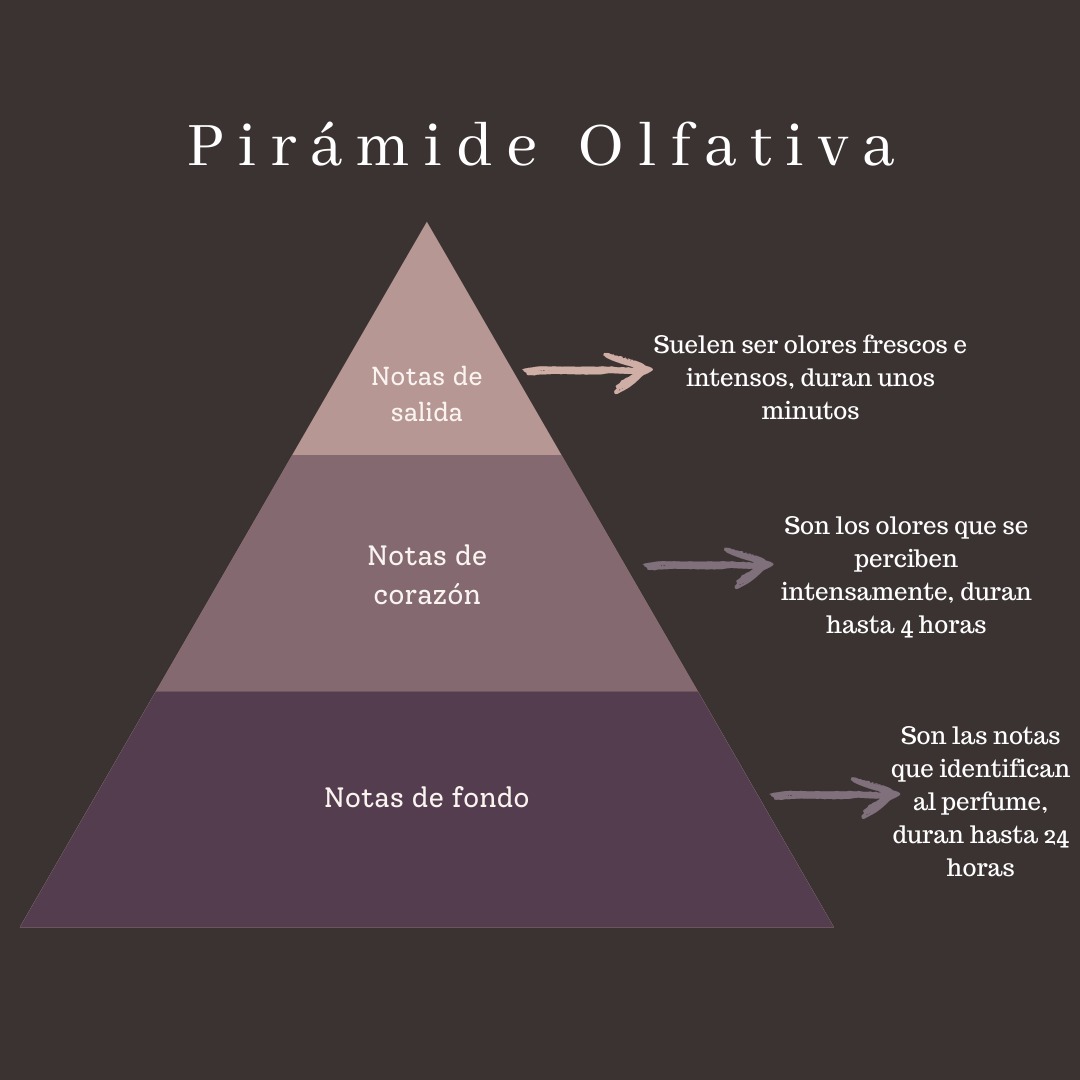 Pirámide Olfativa
Notas de
salida
Suelen ser olores frescos e
intensos, duran unos
minutos
Notas de
corazón
Son los olores que se
perciben
intensamente, duran
hasta 4 horas
Notas de fondo
Son las notas
que identifican
al perfume,
duran hasta 24
horas